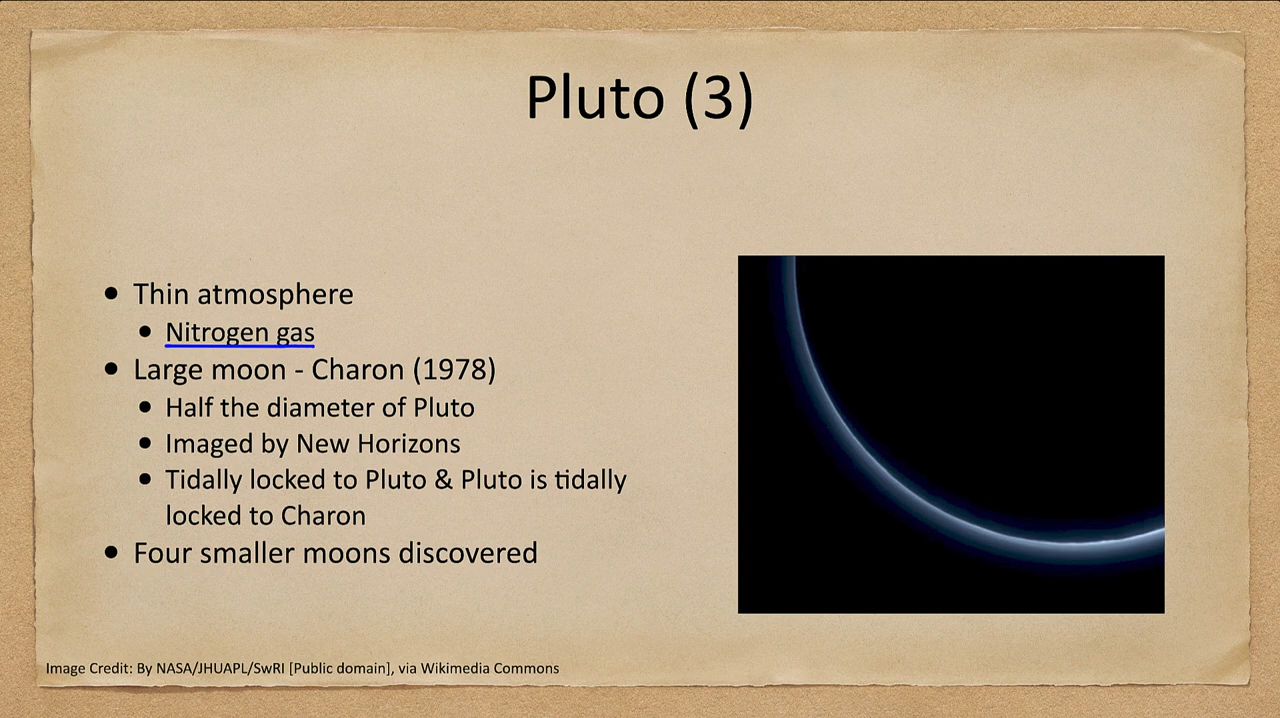 Pluto (3)
• Thin atmosphere
• Nitrogen gas
• Large moon - Charon (1978)
• Half the diameter of Pluto
• Imaged by New Horizons
• Tidally locked to Pluto & Pluto is tidally
locked to Charon
• Four smaller moons discovered
Image Credit: By NASA/JHUAPL/SwRI [Public domain], via Wikimedia Commons